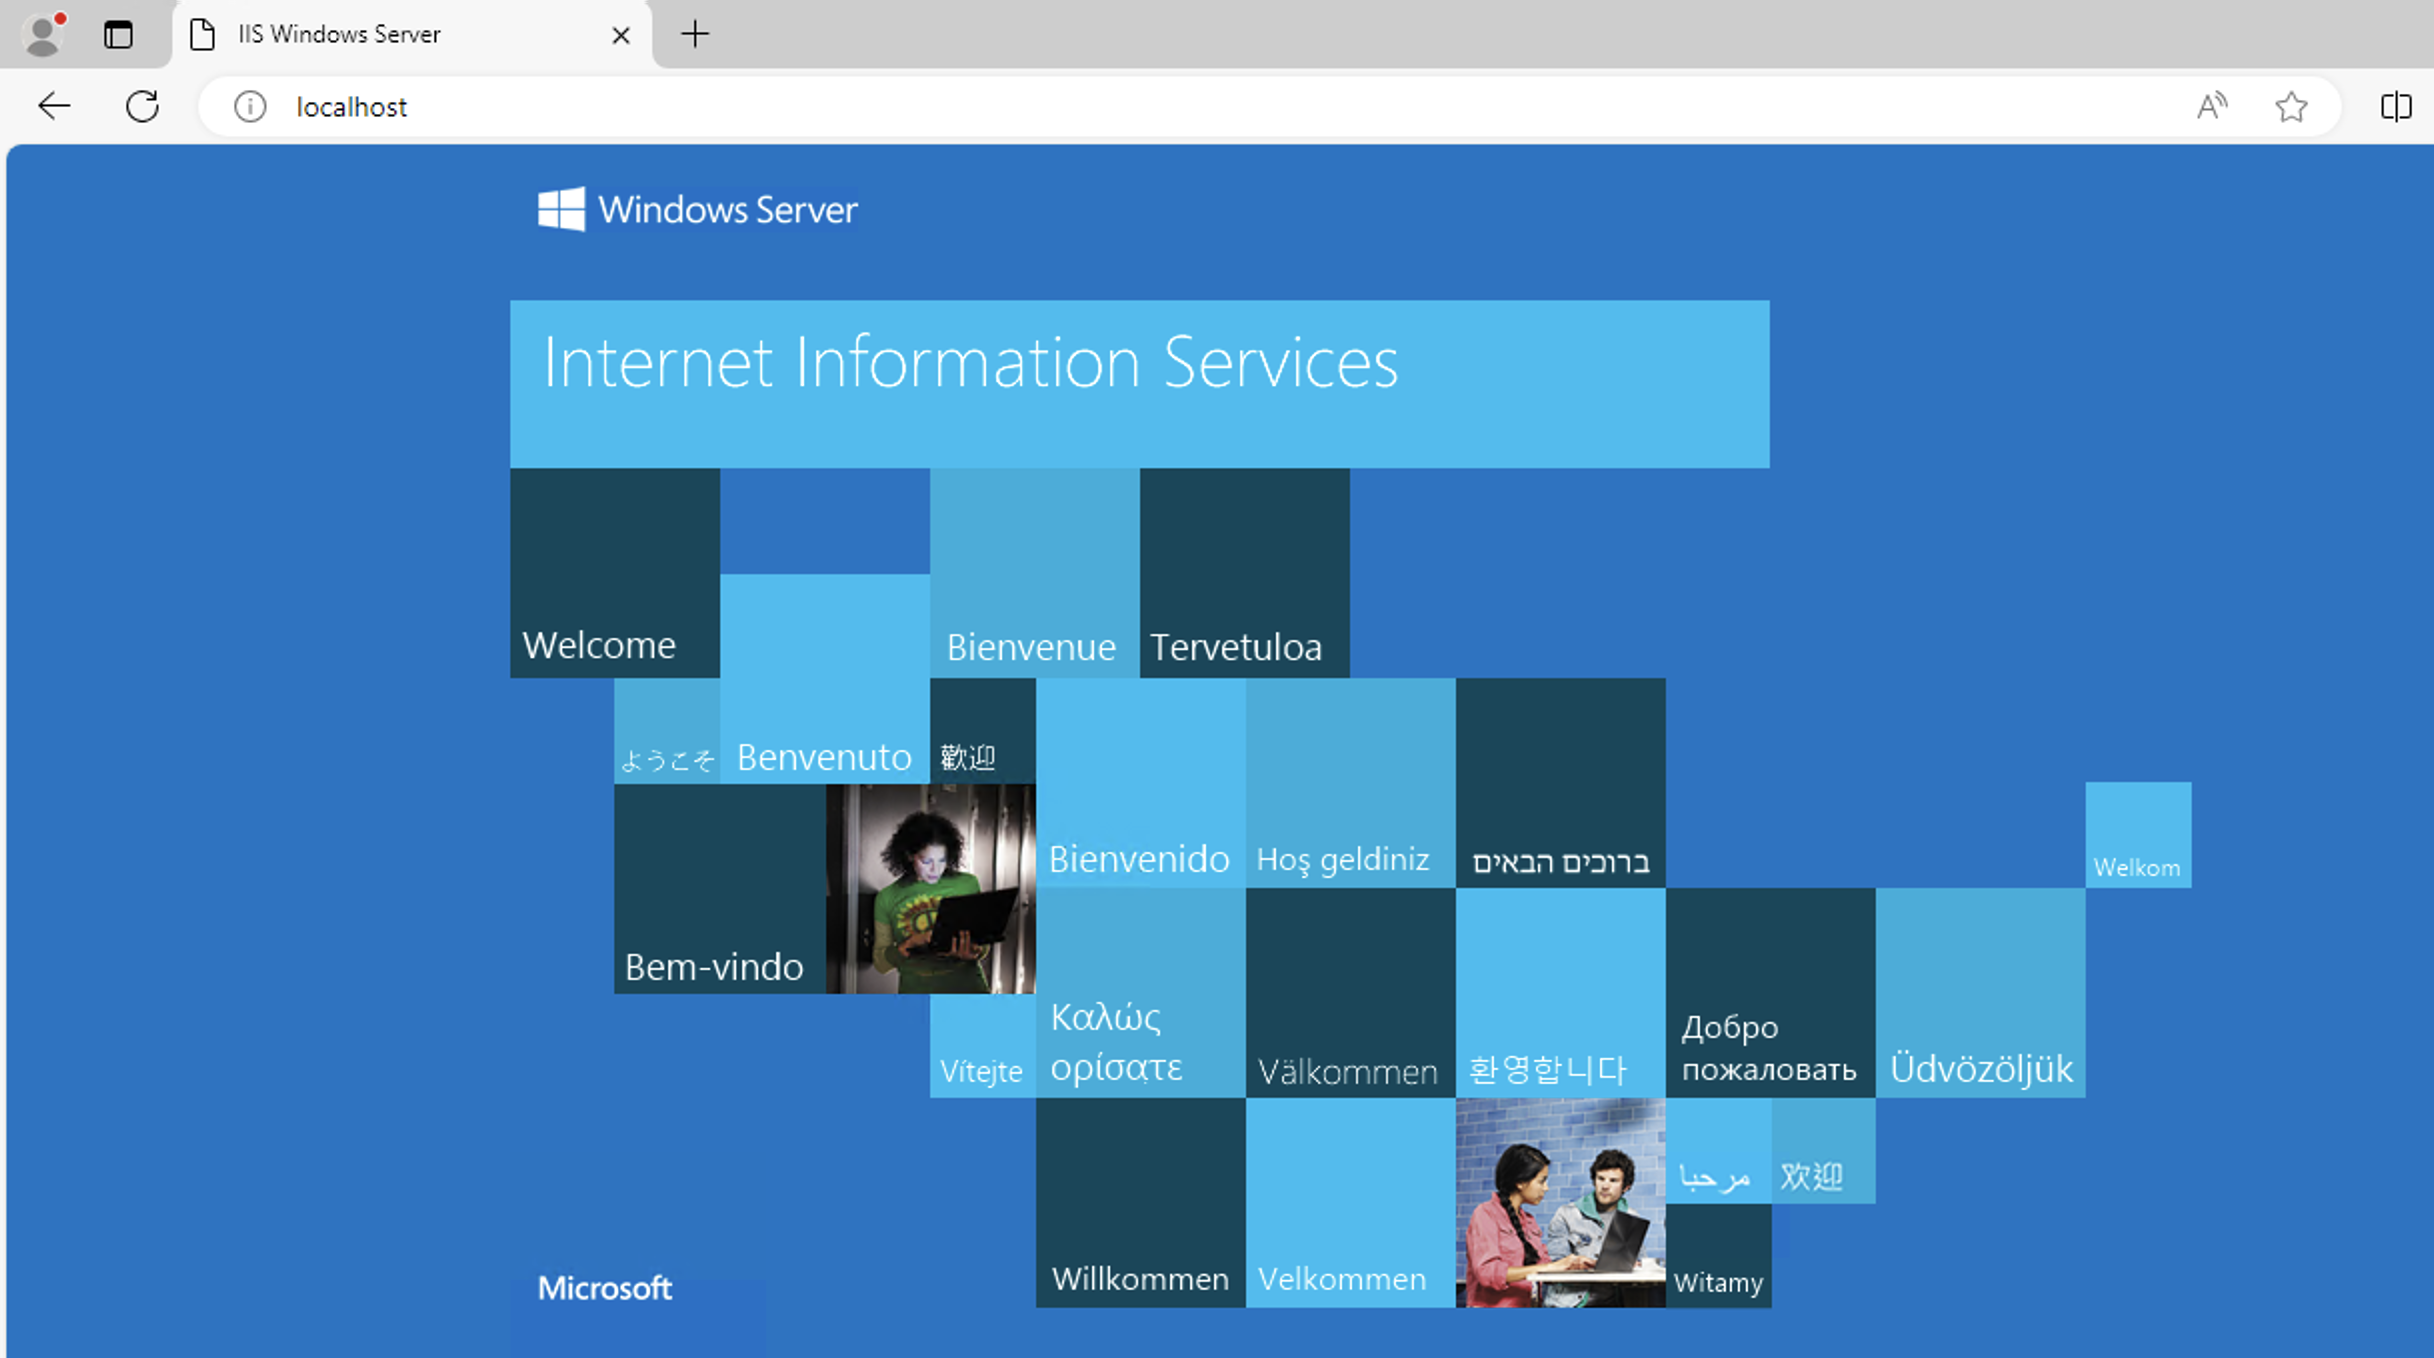 IIS Windows Server
localhost
Windows Server
Internet Information Services
Welcome
Bienvenue
Tervetuloa
ようこそ
Benvenuto
歡迎
Bienvenido
Hoş geldiniz
ברוכים הבאים
Welkom
Bem-vindo
Vítejte
Καλώς
ορίσατε
Välkommen
환영합니다
Добро
пожаловать
Üdvözöljük
مرحبا
欢迎
Willkommen
Velkommen
Witamy
Microsoft